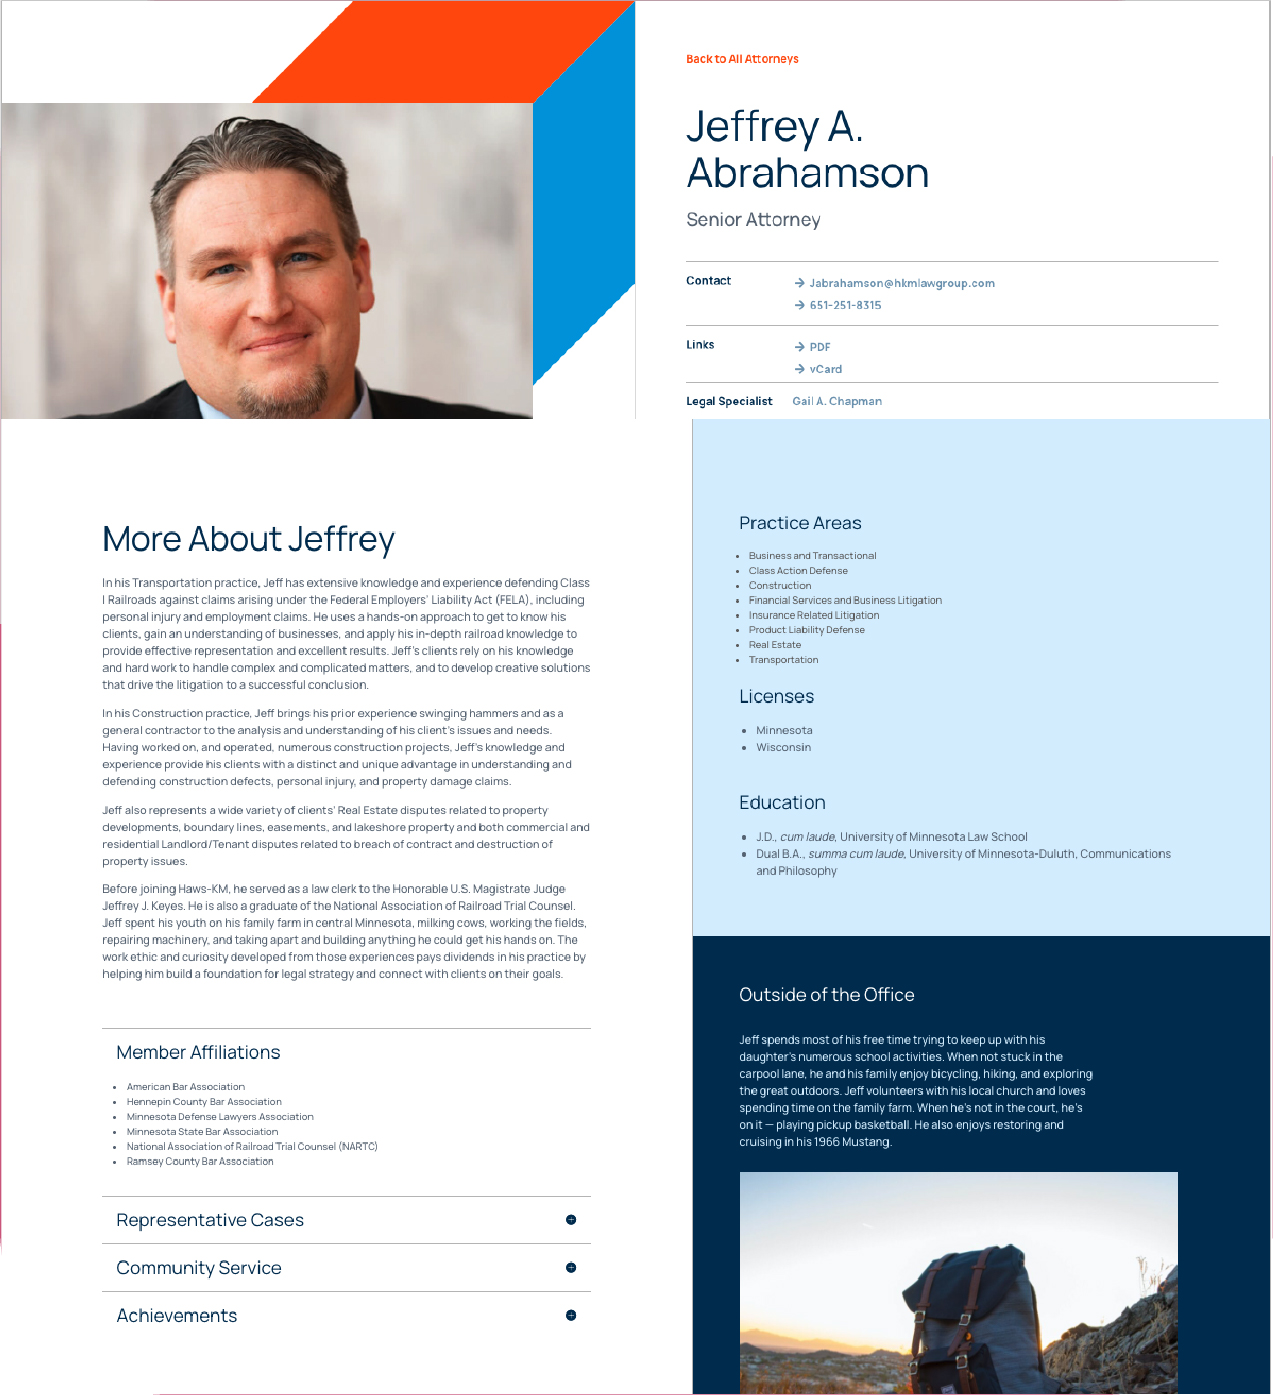 Back to All Attorneys
Jeffrey A.
Abrahamson
Senior Attorney
Contact
Jabrahamson@hkmlawgroup.com
651-251-8315
Links
PDF
vCard
Legal Specialist Gail A. Chapman
More About Jeffrey
In his Transportation practice, Jeff has extensive knowledge and experience defending Class
I Railroads against claims arising under the Federal Employers' Liability Act (FELA), including
personal injury and employment claims. He uses a hands-on approach to get to know his
clients, gain an understanding of businesses, and apply his in-depth railroad knowledge to
provide effective representation and excellent results. Jeff's clients rely on his knowledge
and hard work to handle complex and complicated matters, and to develop creative solutions
that drive the litigation to a successful conclusion.
In his Construction practice, Jeff brings his prior experience swinging hammers and as a
general contractor to the analysis and understanding of his client's issues and needs.
Having worked on, and operated, numerous construction projects, Jeff's knowledge and
experience provide his clients with a distinct and unique advantage in understanding and
defending construction defects, personal injury, and property damage claims.
Jeff also represents a wide variety of clients' Real Estate disputes related to property
developments, boundary lines, easements, and lakeshore property and both commercial and
residential Landlord/Tenant disputes related to breach of contract and destruction of
property issues.
Before joining Haws-KM, he served as a law clerk to the Honorable U.S. Magistrate Judge
Jeffrey J. Keyes. He is also a graduate of the National Association of Railroad Trial Counsel.
Jeff spent his youth on his family farm in central Minnesota, milking cows, working the fields,
repairing machinery, and taking apart and building anything he could get his hands on. The
work ethic and curiosity developed from those experiences pays dividends in his practice by
helping him build a foundation for legal strategy and connect with clients on their goals.
Member Affiliations
American Bar Association
Hennepin County Bar Association
Minnesota Defense Lawyers Association
Minnesota State Bar Association
National Association of Railroad Trial Counsel (NARTC)
Ramsey County Bar Association
Representative Cases
Community Service
Achievements
Practice Areas
Business and Transactional
Class Action Defense
Construction
Financial Services and Business Litigation
Insurance Related Litigation
Product Liability Defense
Real Estate
Transportation
Licenses
Minnesota
Wisconsin
Education
J.D., cum laude, University of Minnesota Law School
Dual B.A., summa cum laude, University of Minnesota-Duluth, Communications
and Philosophy
Outside of the Office
Jeff spends most of his free time trying to keep up with his
daughter's numerous school activities. When not stuck in the
carpool lane, he and his family enjoy bicycling, hiking, and exploring
the great outdoors. Jeff volunteers with his local church and loves
spending time on the family farm. When he's not in the court, he's
on it — playing pickup basketball. He also enjoys restoring and
cruising in his 1966 Mustang.